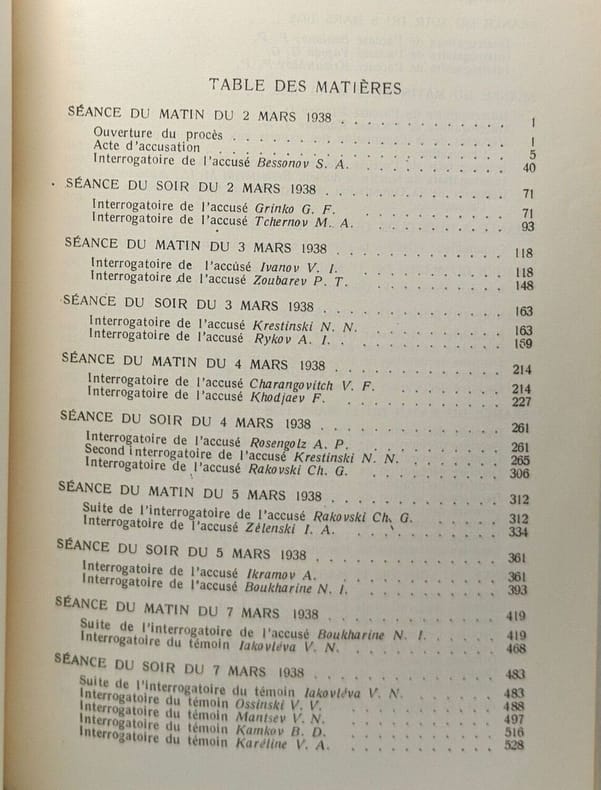 TABLE DES MATIÈRES
SÉANCE DU MATIN DU 2 MARS 1938 . . . . . . . . . . . 1
Ouverture du procès . . . . . . . . . . . . . . . . . 1
Acte d'accusation . . . . . . . . . . . . . . . . . 5
Interrogatoire de l'accusé Bessonov S. A. . . . . . . . . . . 40
SÉANCE DU SOIR DU 2 MARS 1938 . . . . . . . . . . . . 71
Interrogatoire de l'accusé Grinko G. F. . . . . . . . . . . 71
Interrogatoire de l'accusé Tchernov M. A. . . . . . . . . . 93
SÉANCE DU MATIN DU 3 MARS 1938 . . . . . . . . . . . 118
Interrogatoire de l'accusé Ivanov V. I. . . . . . . . . . . 118
Interrogatoire de l'accusé Zoubarev P. T. . . . . . . . . . 148
SÉANCE DU SOIR DU 3 MARS 1938 . . . . . . . . . . . . 163
Interrogatoire de l'accusé Krestinski N. N. . . . . . . . . 163
Interrogatoire de l'accusé Rykov A. I. . . . . . . . . . . 169
SÉANCE DU MATIN DU 4 MARS 1938 . . . . . . . . . . . 214
Interrogatoire de l'accusé Charangovitch V. F. . . . . . . . 214
Interrogatoire de l'accusé Khodjaev F. . . . . . . . . . . 227
SÉANCE DU SOIR DU 4 MARS 1938 . . . . . . . . . . . . 261
Interrogatoire de l'accusé Rosengolz A. P. . . . . . . . . . 261
Second interrogatoire de l'accusé Krestinski N. N. . . . . . . 265
Interrogatoire de l'accusé Rakovski Ch. G. . . . . . . . . . 306
SÉANCE DU MATIN DU 5 MARS 1938 . . . . . . . . . . . 312
Suite de l'interrogatoire de l'accusé Rakovski Ch. G. . . . . . 312
Interrogatoire de l'accusé Zélenski I. A. . . . . . . . . . 334
SÉANCE DU SOIR DU 5 MARS 1938 . . . . . . . . . . . . 361
Interrogatoire de l'accusé Ikramov A. . . . . . . . . . . 361
Interrogatoire de l'accusé Boukharine N. I. . . . . . . . . 393
SÉANCE DU MATIN DU 7 MARS 1938 . . . . . . . . . . . 419
Suite de l'interrogatoire de l'accusé Boukharine N. I. . . . . . 419
Interrogatoire du témoin Iakovléva V. N. . . . . . . . . . 468
SÉANCE DU SOIR DU 7 MARS 1938 . . . . . . . . . . . . 483
Suite de l'interrogatoire du témoin Iakovléva V. N. . . . . . . 483
Interrogatoire du témoin Ossinski V. V. . . . . . . . . . . 488
Interrogatoire du témoin Mantsev V. N. . . . . . . . . . . 497
Interrogatoire du témoin Kamkov B. D. . . . . . . . . . . 516
Interrogatoire du témoin Karéline V. A. . . . . . . . . . . 528